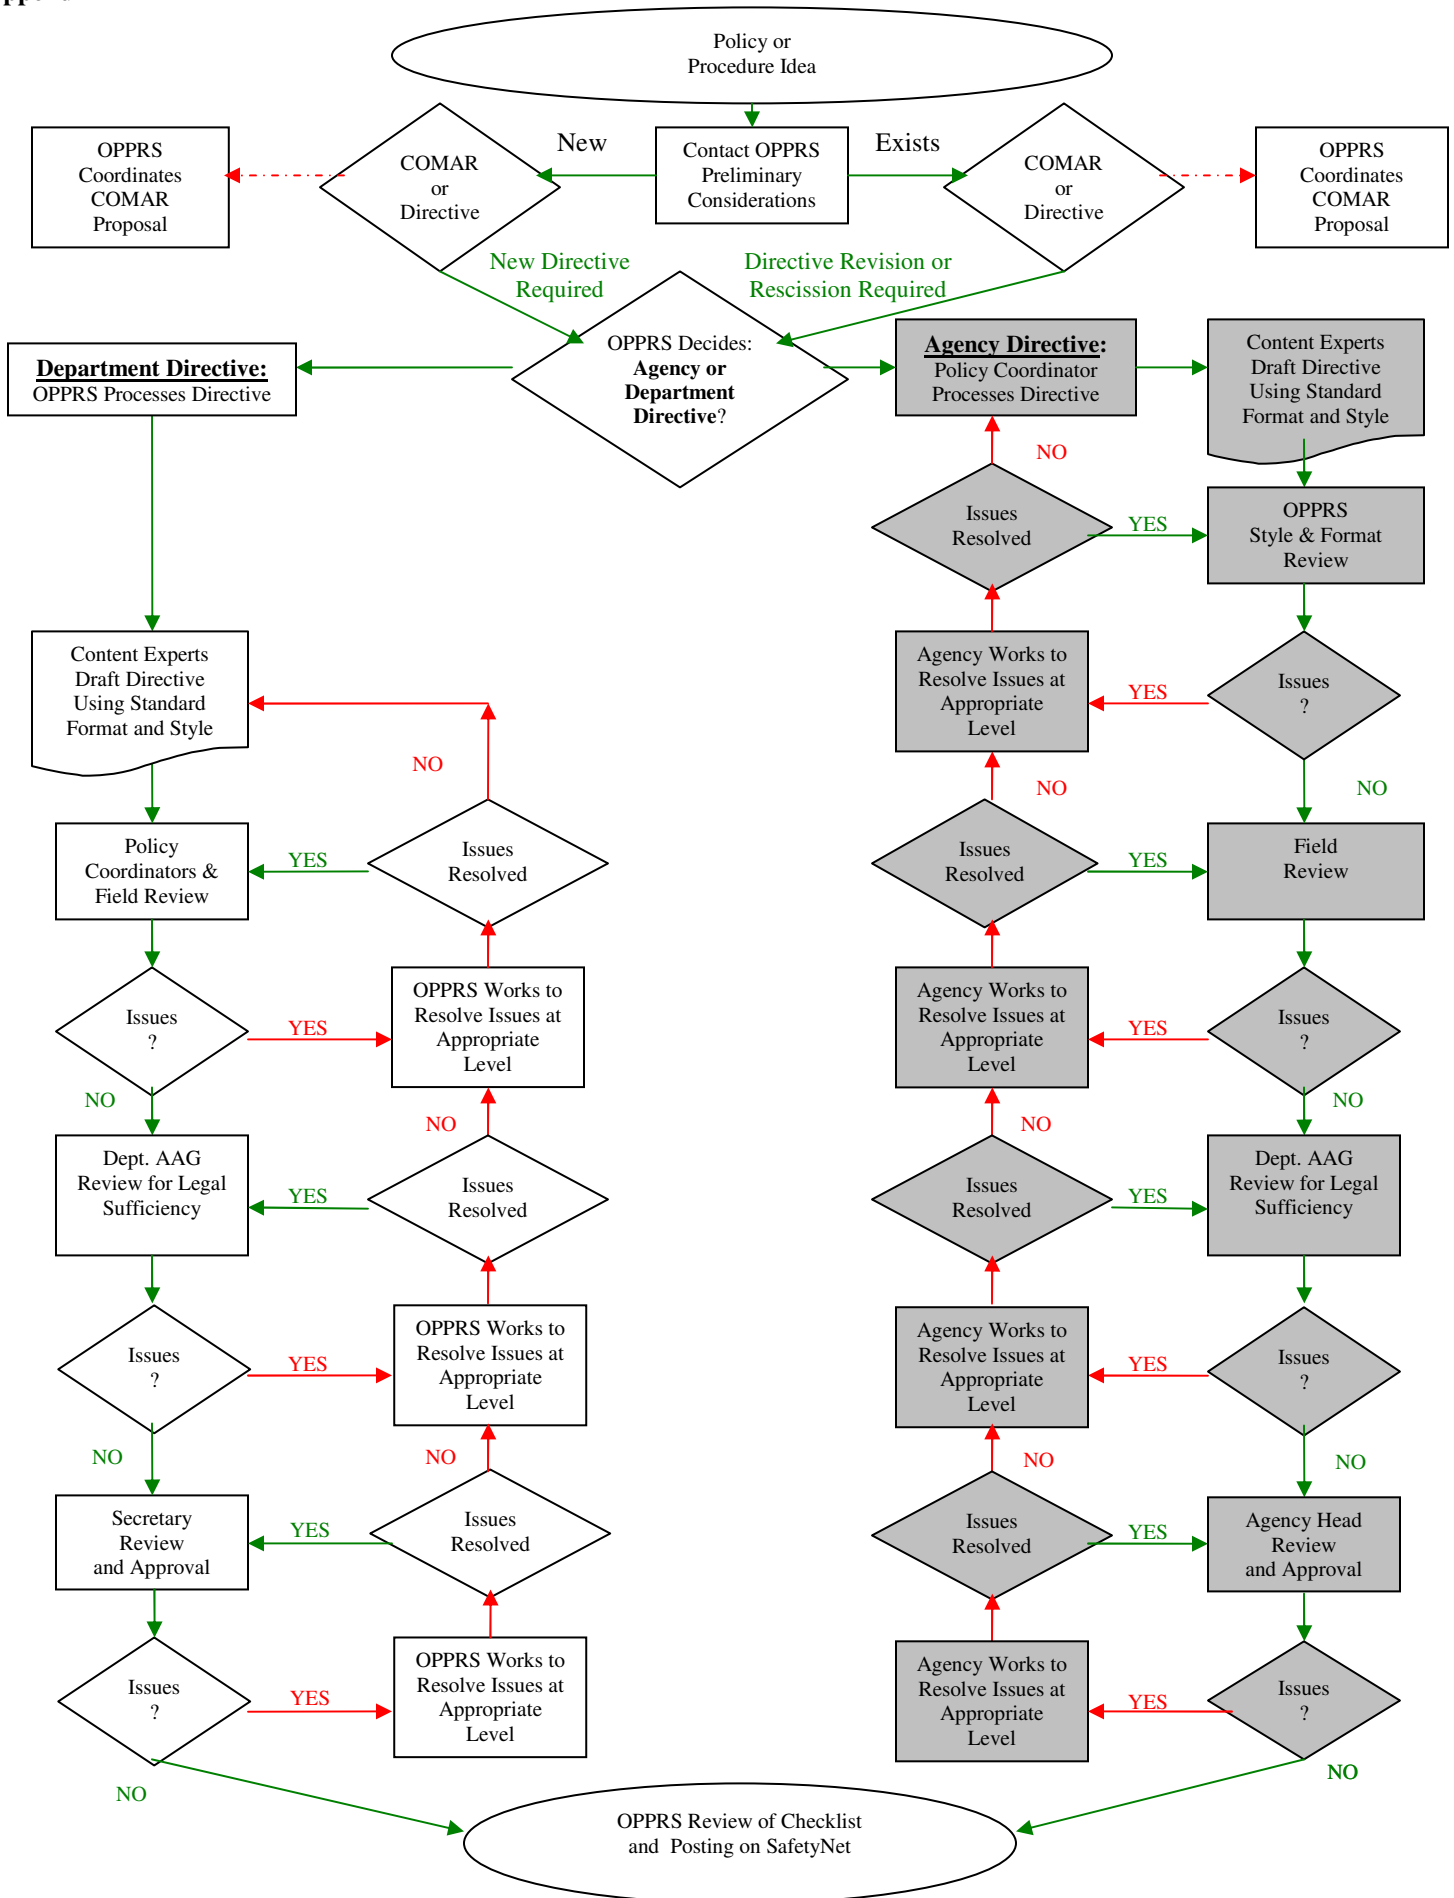 Policy or
Procedure Idea
OPPRS
Coordinates
COMAR
Proposal
COMAR
or
Directive
New
Contact OPPRS
Preliminary
Considerations
Exists
COMAR
or
Directive
OPPRS
Coordinates
COMAR
Proposal
New Directive
Required
Directive Revision or
Rescission Required
Department Directive:
OPPRS Processes Directive
OPPRS Decides:
Agency or
Department
Directive?
Agency Directive:
Policy Coordinator
Processes Directive
Content Experts
Draft Directive
Using Standard
Format and Style
NO
Issues
Resolved
YES
OPPRS
Style & Format
Review
Content Experts
Draft Directive
Using Standard
Format and Style
NO
Agency Works to
Resolve Issues at
Appropriate
Level
YES
Issues
?
NO
NO
Policy
Coordinators &
Field Review
YES
Issues
Resolved
Issues
Resolved
YES
Field
Review
Issues
?
YES
OPPRS Works to
Resolve Issues at
Appropriate
Level
Agency Works to
Resolve Issues at
Appropriate
Level
YES
Issues
?
NO
NO
NO
NO
Dept. AAG
Review for Legal
Sufficiency
YES
Issues
Resolved
Issues
Resolved
YES
Dept. AAG
Review for Legal
Sufficiency
Issues
?
YES
OPPRS Works to
Resolve Issues at
Appropriate
Level
Agency Works to
Resolve Issues at
Appropriate
Level
YES
Issues
?
NO
NO
NO
NO
Secretary
Review
and Approval
YES
Issues
Resolved
Issues
Resolved
YES
Agency Head
Review
and Approval
Issues
?
YES
OPPRS Works to
Resolve Issues at
Appropriate
Level
Agency Works to
Resolve Issues at
Appropriate
Level
YES
Issues
?
NO
NO
OPPRS Review of Checklist
and Posting on SafetyNet